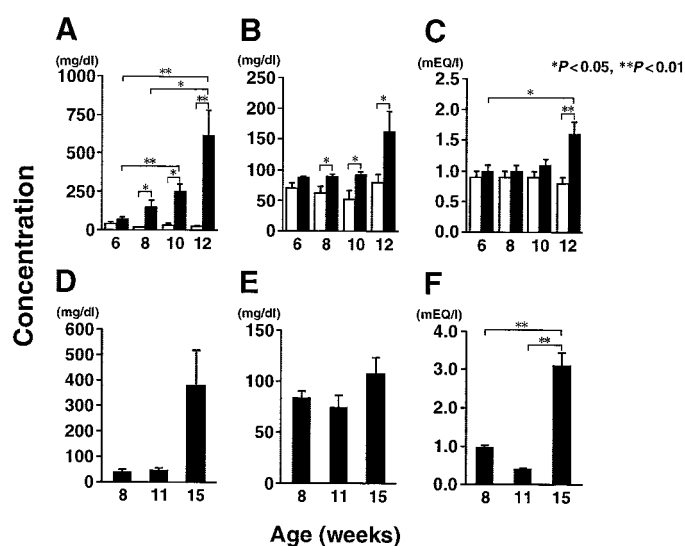 A
B
C
(mg/dl)
(mg/dl)
(mEQ/l)
*P<0.05, **P<0.01
1000
750
500
250
0
**
*
**
**
*
*
6 8 10 12
250
200
150
100
50
0
*
*
*
6 8 10 12
2.5
2.0
1.5
1.0
0.5
0.0
*
**
6 8 10 12
Concentration
D
E
F
(mg/dl)
(mg/dl)
(mEQ/l)
600
500
400
300
200
100
0
8 11 15
150
100
50
0
8 11 15
4.0
3.0
2.0
1.0
0.0
**
**
8 11 15
Age (weeks)